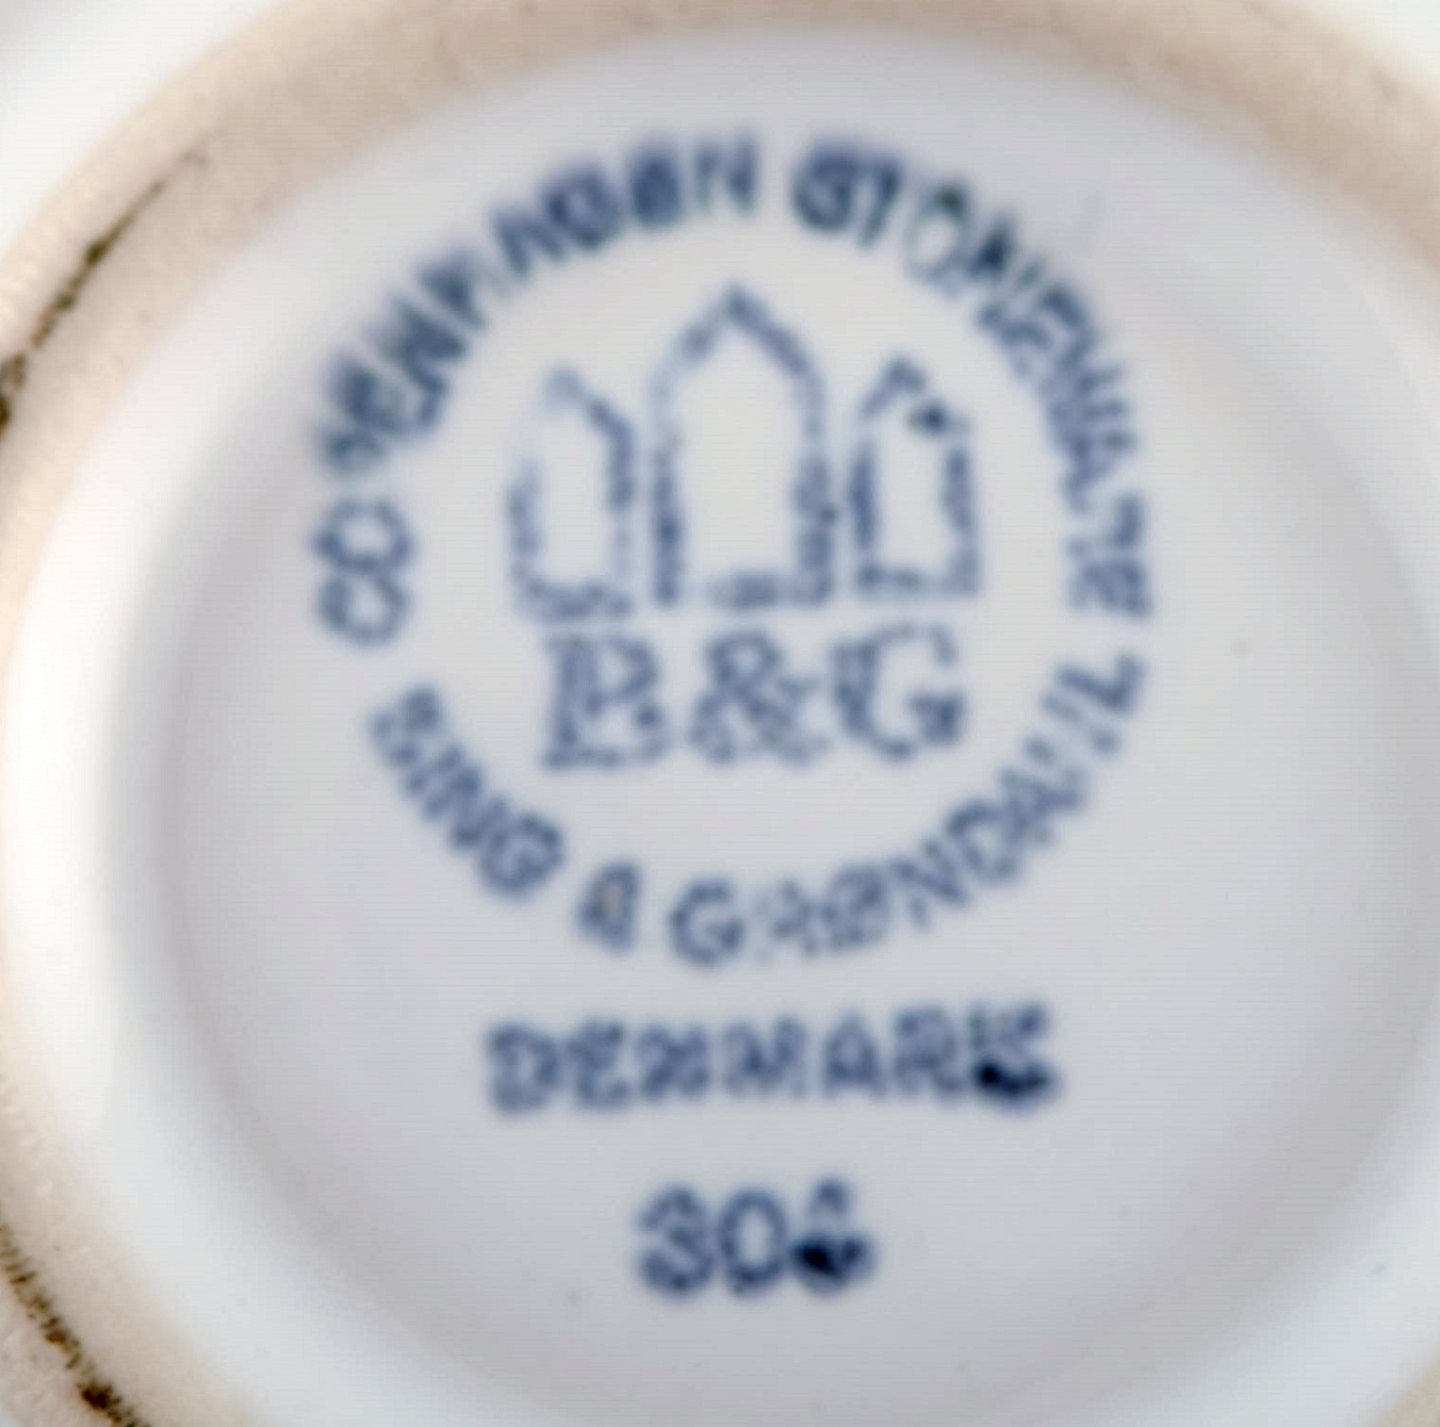 COPENHAGEN STONEWARE
B&G
BING & GRØNDAHL
DENMARK